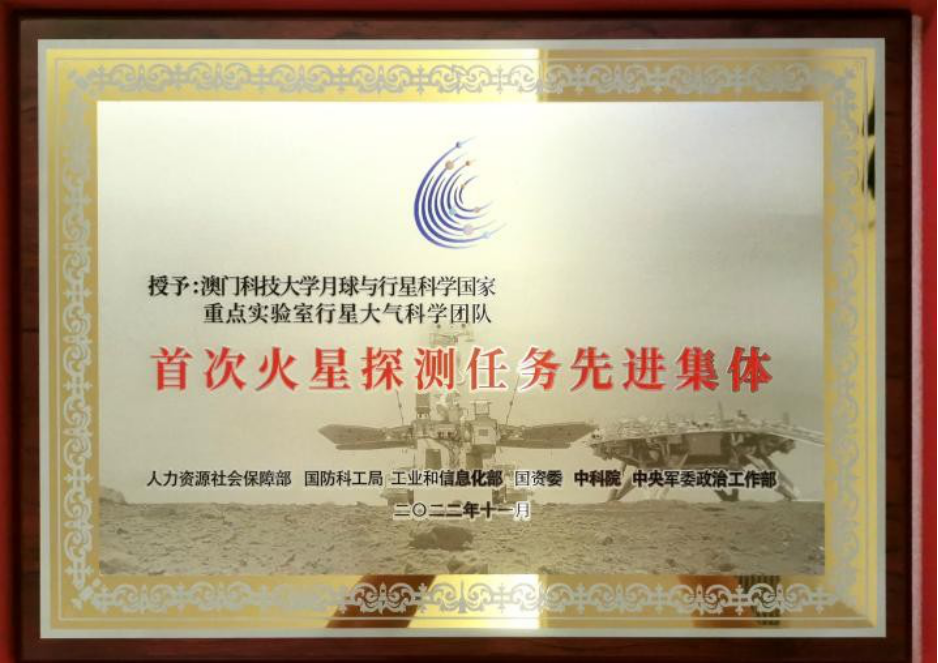 授予:澳门科技大学月球与行星科学国家
重点实验室行星大气科学团队
首次火星探测任务先进集体
人力资源社会保障部 国防科工局 工业和信息化部 国资委 中科院 中央军委政治工作部
二〇二二年十一月